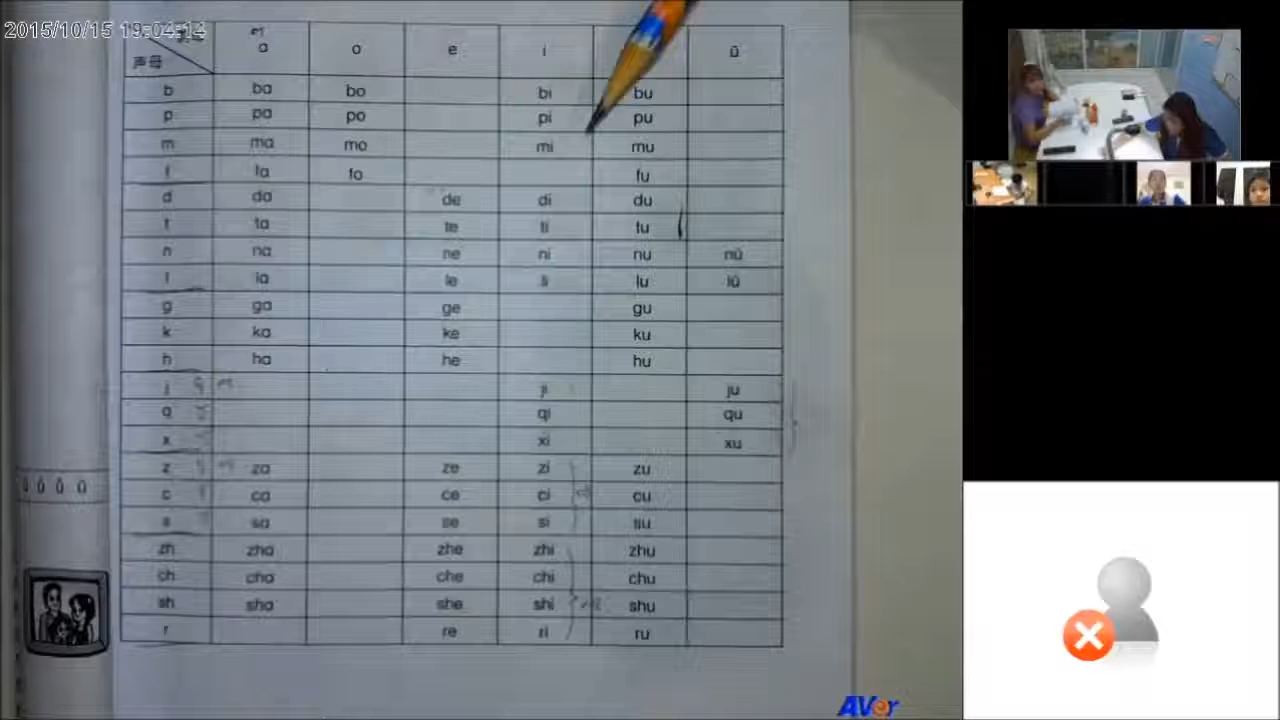 2015/10/15 19:04:14
声母 a o e i ü
b ba bo bi bu
p pa po pi pu
m ma mo mi mu
f fa fo fu
d da de di du
t ta te ti tu
n na ne ni nu nü
l la le li lu lü
g ga ge gu
k ka ke ku
h ha he hu
j ji ju
q qi qu
x xi xu
z za ze zi zu
c ca ce ci cu
s sa se si
zh zha zhe zhi zhu
ch cha che chi chu
sh sha she shi shu
r re ri ru
AVer